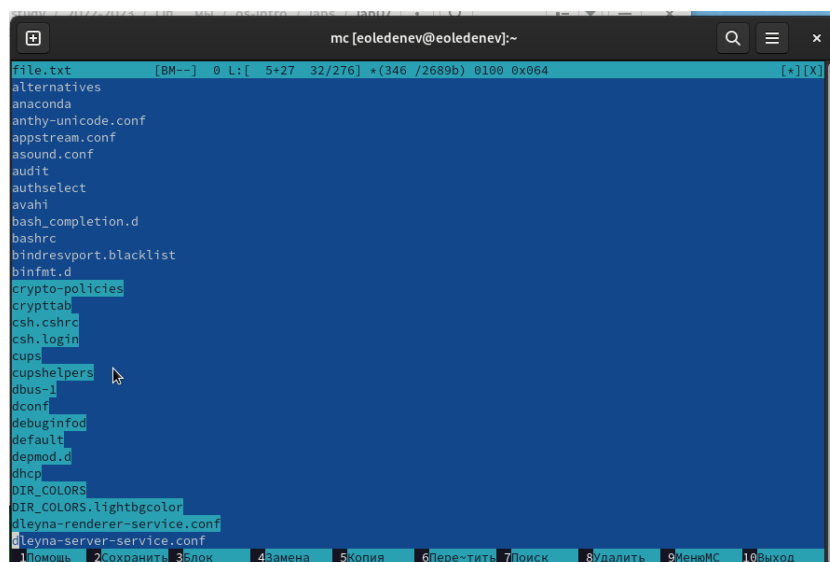 mc [eoledenev@eoledenev]:~
file.txt [BM--] 0 L:[ 5+27 32/276] *(346 /2689b) 0100 0x064 [*][X]
alternatives
anaconda
anthy-unicode.conf
appstream.conf
asound.conf
audit
authselect
avahi
bash_completion.d
bashrc
bindresvport.blacklist
binfmt.d
crypto-policies
crypttab
csh.cshrc
csh.login
cups
cupshelpers
dbus-1
dconf
debuginfod
default
depmod.d
dhcp
DIR_COLORS
DIR_COLORS.lightbgcolor
dleyna-renderer-service.conf
dleyna-server-service.conf
1Помощь 2Сохранить 3Блок 4Замена 5Копия 6Пере~тить 7Поиск 8Удалить 9МенюMC 10Выход